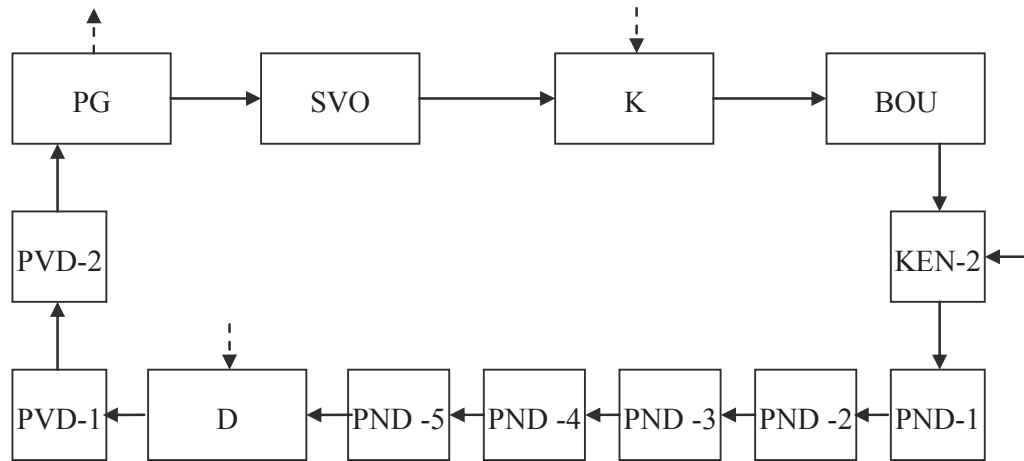 PG
SVO
K
BOU
PVD-2
KEN-2
PVD-1
D
PND -5
PND -4
PND -3
PND -2
PND-1